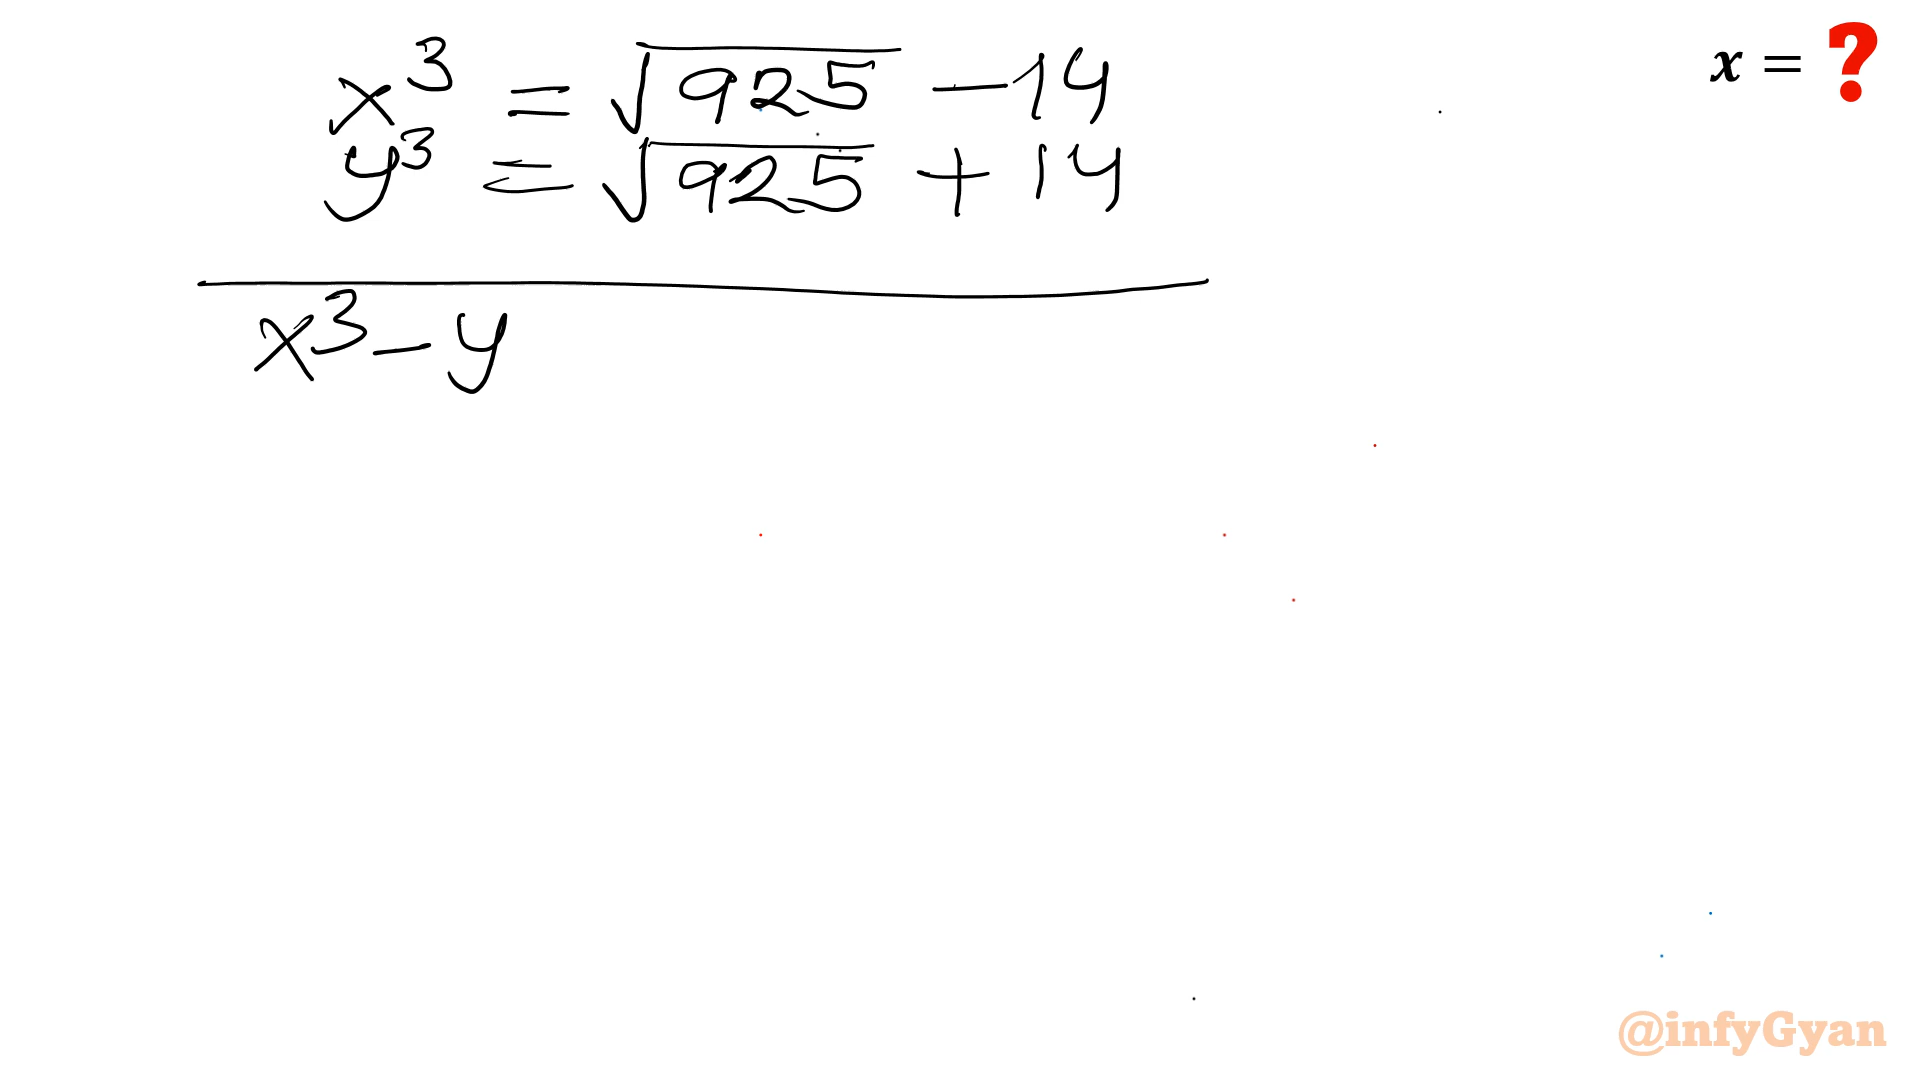 x³ = √925 - 14
x = ?
y³ = √925 + 14
x³ - y
@infyGyan